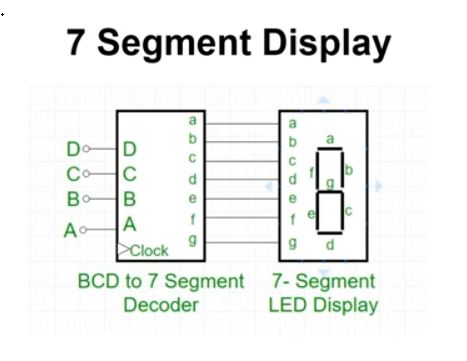 7 Segment Display
D D
C C
B B
A A
Clock
a
b
c
d
e
f
g
a
b
c
d
e
f
g
a
f b
g
e c
d
BCD to 7 Segment
Decoder
7- Segment
LED Display